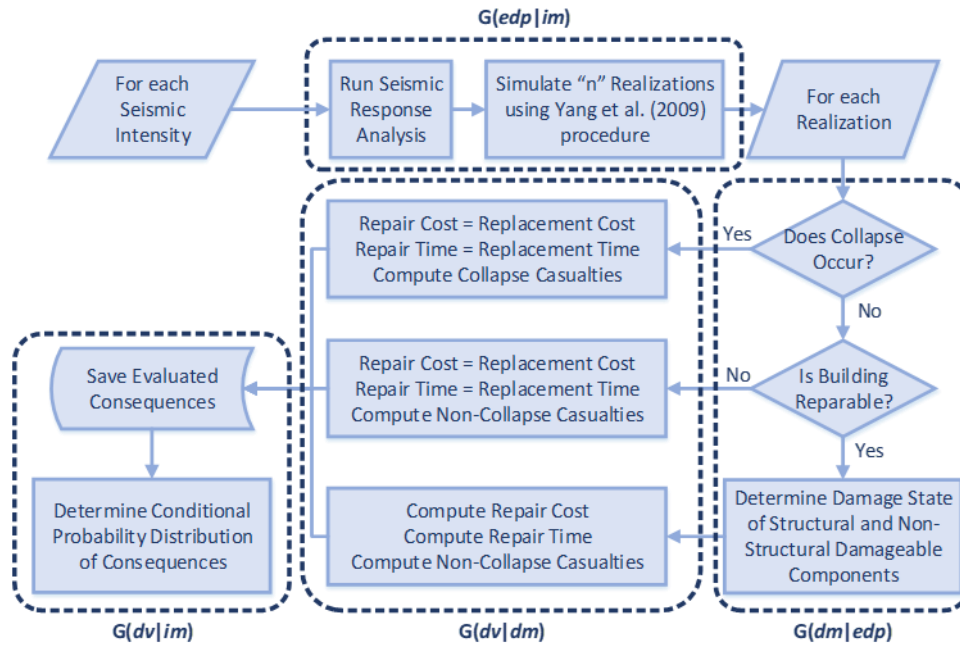 G(edp|im)
For each
Seismic
Intensity
Run Seismic
Response
Analysis
Simulate “n” Realizations
using Yang et al. (2009)
procedure
For each
Realization
Does Collapse
Occur?
Yes
No
Repair Cost = Replacement Cost
Repair Time = Replacement Time
Compute Collapse Casualties
Is Building
Reparable?
No
Yes
Repair Cost = Replacement Cost
Repair Time = Replacement Time
Compute Non-Collapse Casualties
Determine Damage State
of Structural and Non-
Structural Damageable
Components
Compute Repair Cost
Compute Repair Time
Compute Non-Collapse Casualties
Save Evaluated
Consequences
Determine Conditional
Probability Distribution
of Consequences
G(dv|im)
G(dv|dm)
G(dm|edp)